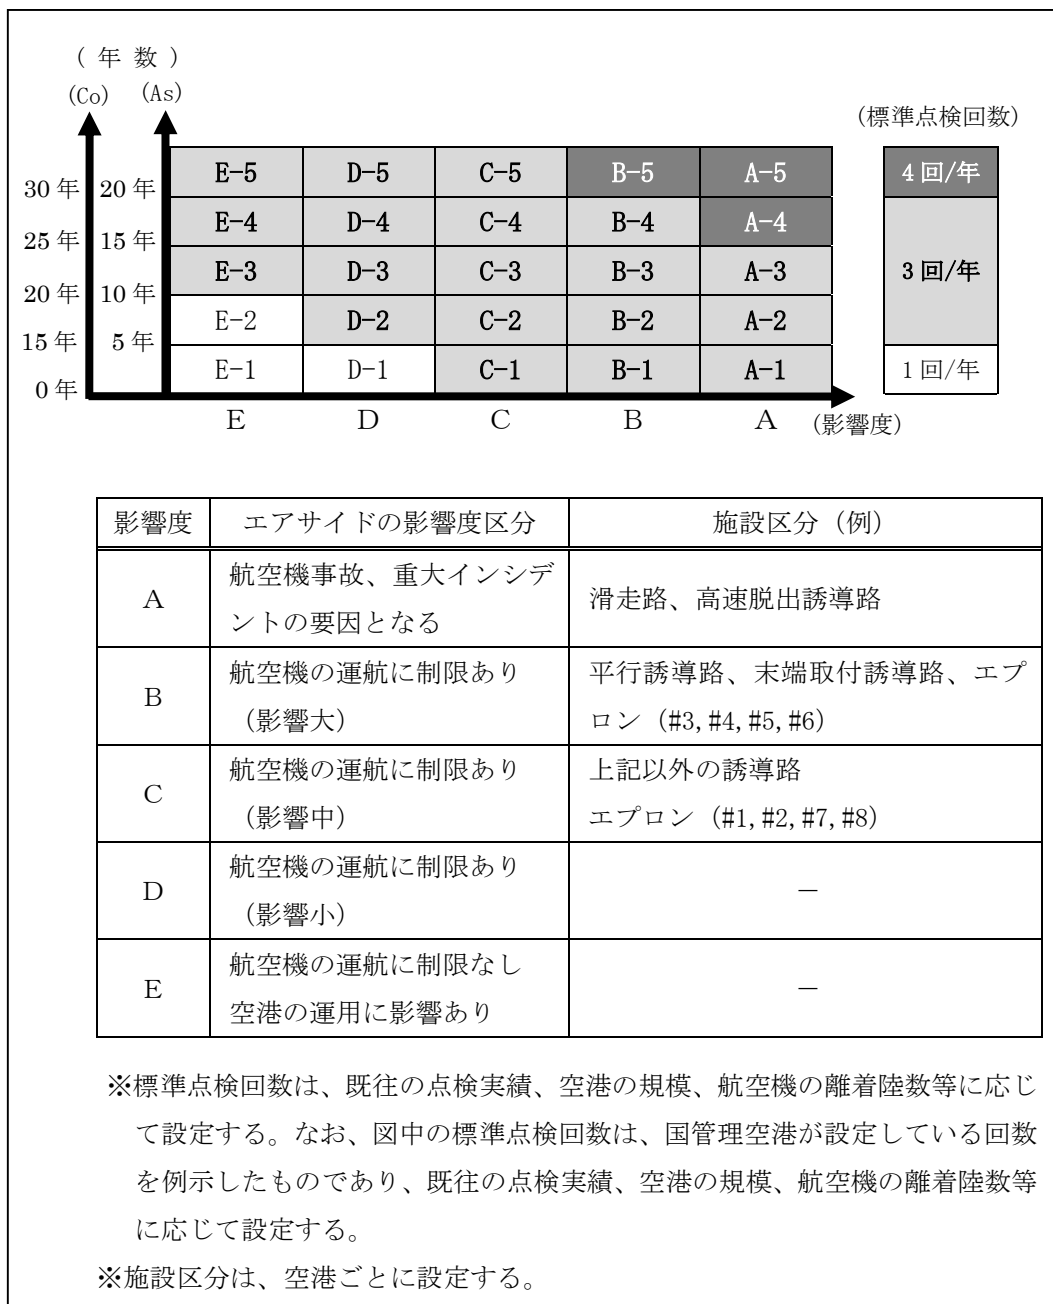 (年数)
(Co) (As)
(標準点検回数)
E-5 D-5 C-5 B-5 A-5 4回/年
30年 20年
E-4 D-4 C-4 B-4 A-4
25年 15年
E-3 D-3 C-3 B-3 A-3 3回/年
20年 10年
E-2 D-2 C-2 B-2 A-2
15年 5年
E-1 D-1 C-1 B-1 A-1 1回/年
0年
E D C B A (影響度)
影響度 エアサイドの影響度区分 施設区分(例)
A
航空機事故、重大インシデ
ントの要因となる
滑走路、高速脱出誘導路
B
航空機の運航に制限あり
(影響大)
平行誘導路、末端取付誘導路、エプ
ロン(#3,#4,#5,#6)
C
航空機の運航に制限あり
(影響中)
上記以外の誘導路
エプロン(#1,#2,#7,#8)
D
航空機の運航に制限あり
(影響小)
－
E
航空機の運航に制限なし
空港の運用に影響あり
－
※標準点検回数は、既往の点検実績、空港の規模、航空機の離着陸数等に応じ
て設定する。なお、図中の標準点検回数は、国管理空港が設定している回数
を例示したものであり、既往の点検実績、空港の規模、航空機の離着陸数等
に応じて設定する。
※施設区分は、空港ごとに設定する。